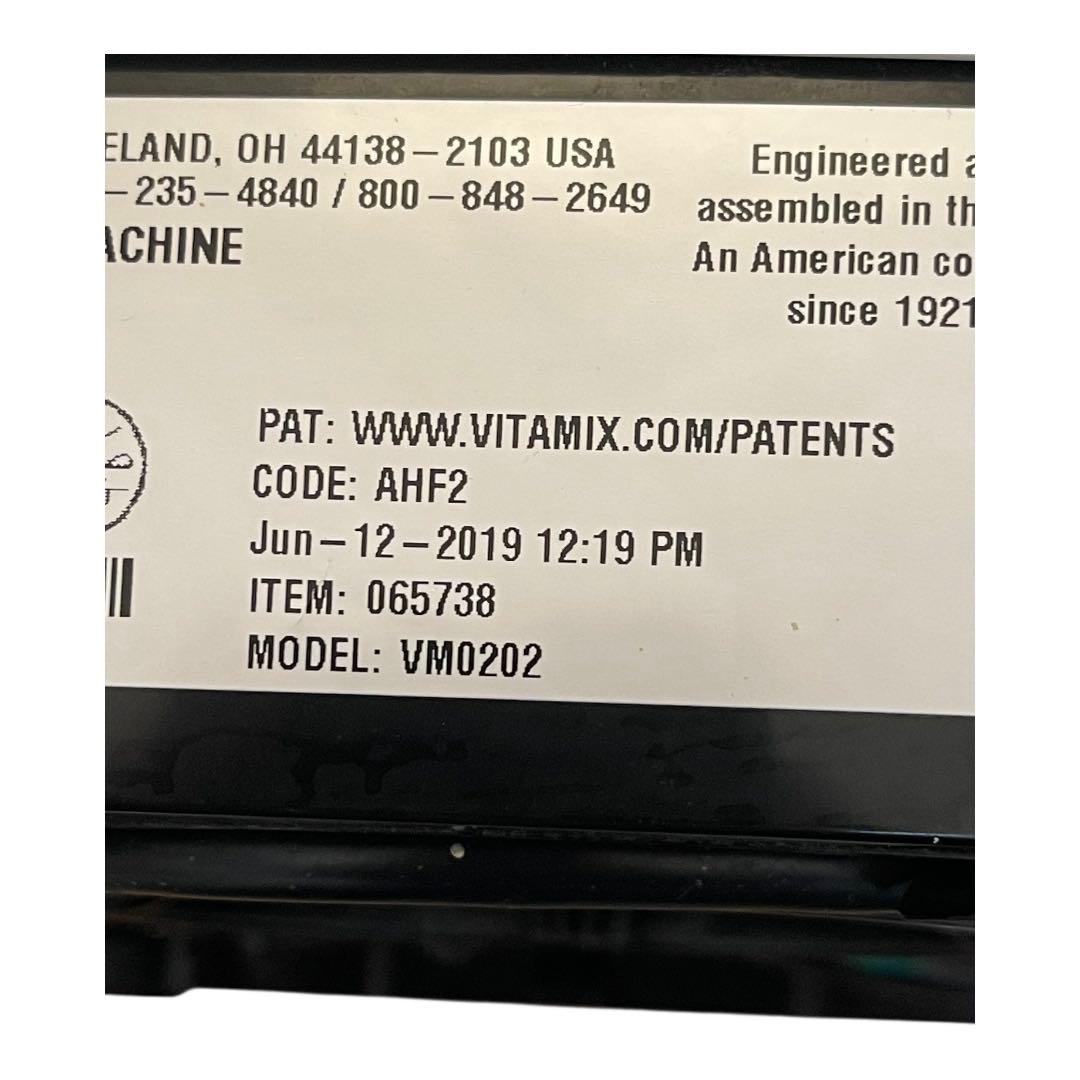 ELAND, OH 44138-2103 USA
-235-4840 / 800-848-2649
ACHINE
Engineered a
assembled in th
An American co
since 1921
PAT: WWW.VITAMIX.COM/PATENTS
CODE: AHF2
Jun-12-2019 12:19 PM
ITEM: 065738
MODEL: VM0202